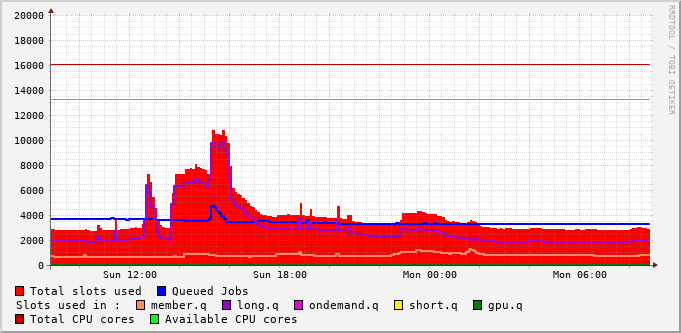 RRDTOOL / TOBI OETIKER
20000
18000
16000
14000
12000
10000
8000
6000
4000
2000
0
Sun 12:00 Sun 18:00 Mon 00:00 Mon 06:00
Total slots used Queued Jobs
Slots used in : member.q long.q ondemand.q short.q gpu.q
Total CPU cores Available CPU cores